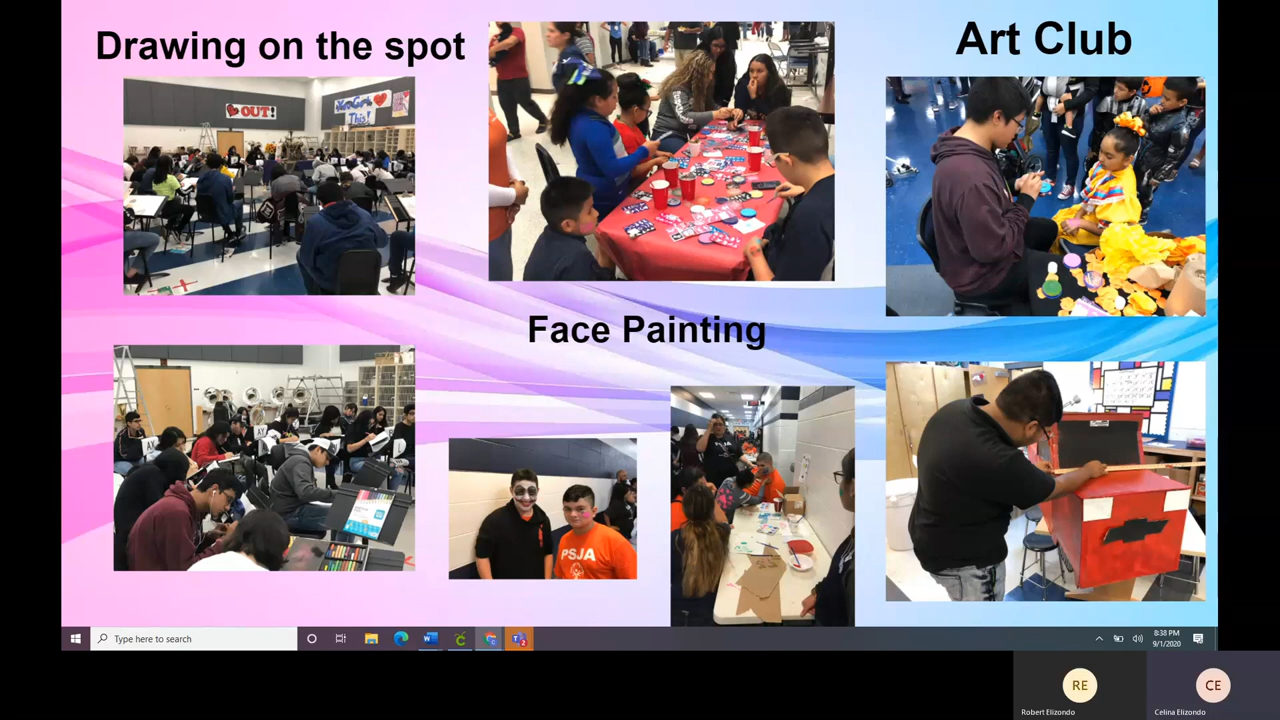 Drawing on the spot
Art Club
OUT!
This!
Face Painting
PSJA
Type here to search
8:38 PM
9/1/2020
RE
CE
Robert Elizondo
Celina Elizondo